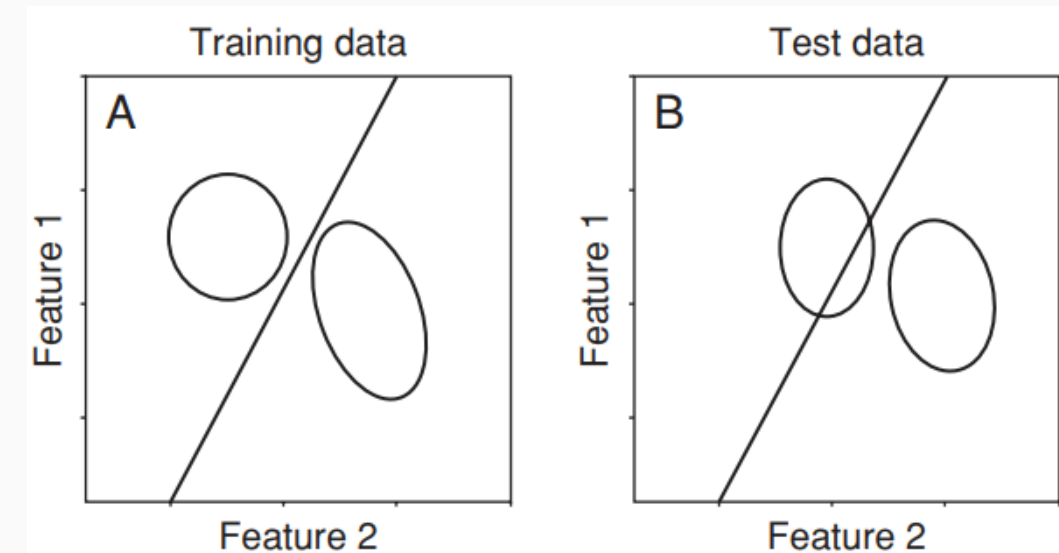 Training data
A
Feature 1
Feature 2
Test data
B
Feature 1
Feature 2